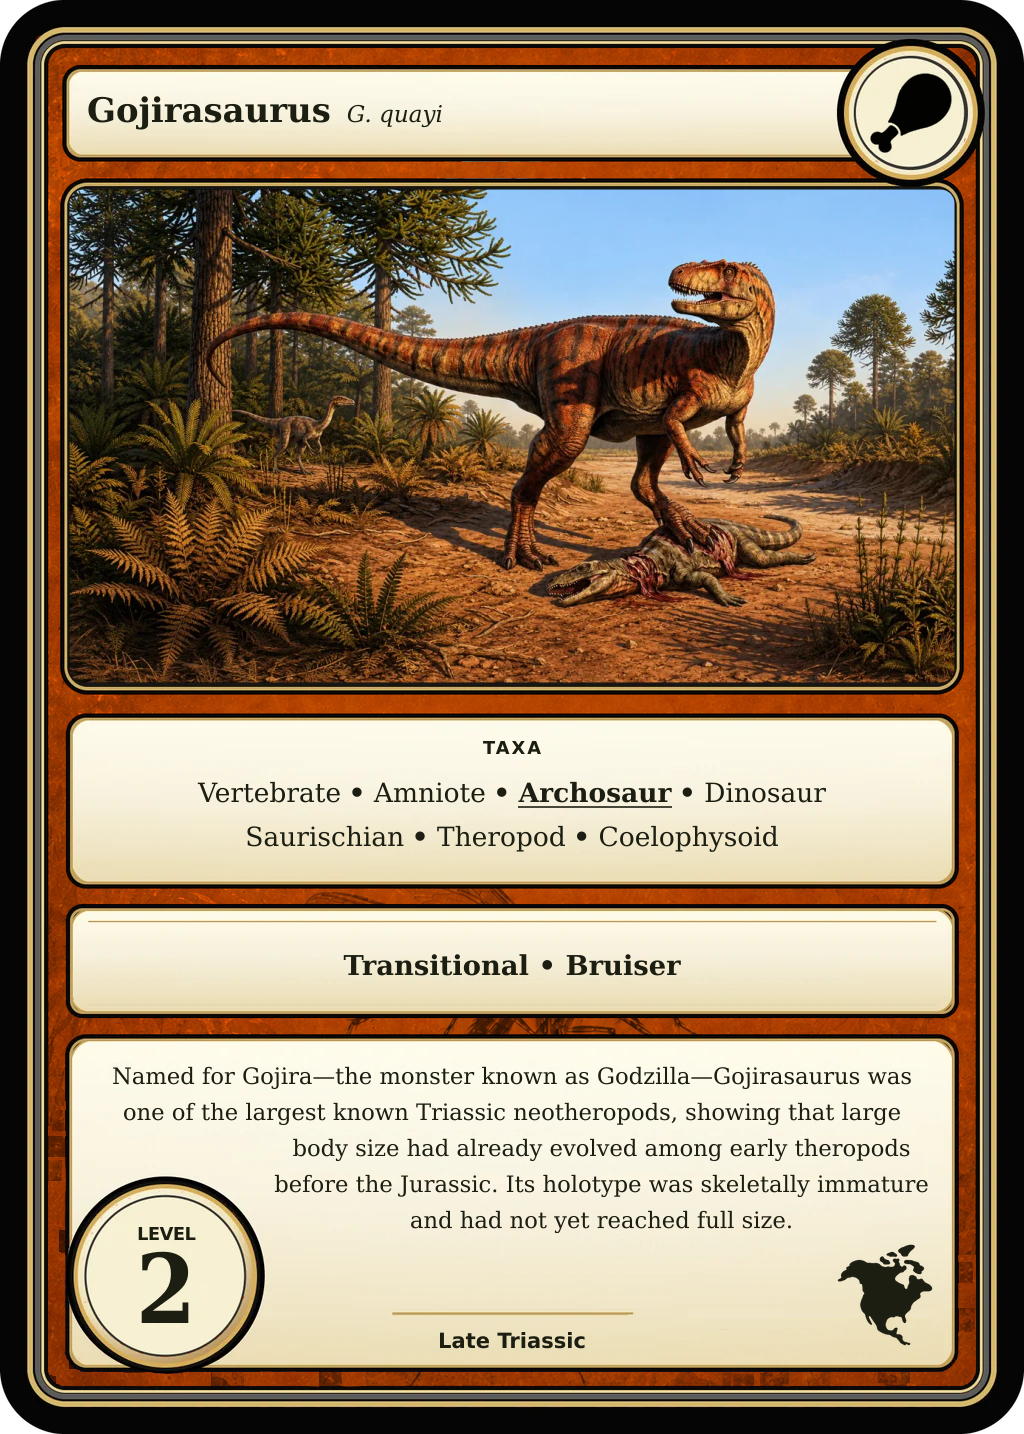 Gojirasaurus G. quayi
TAXA
Vertebrate • Amniote • Archosaur • Dinosaur
Saurischian • Theropod • Coelophysoid
Transitional • Bruiser
Named for Gojira—the monster known as Godzilla—Gojirasaurus was
one of the largest known Triassic neotheropods, showing that large
body size had already evolved among early theropods
before the Jurassic. Its holotype was skeletally immature
and had not yet reached full size.
LEVEL
2
Late Triassic